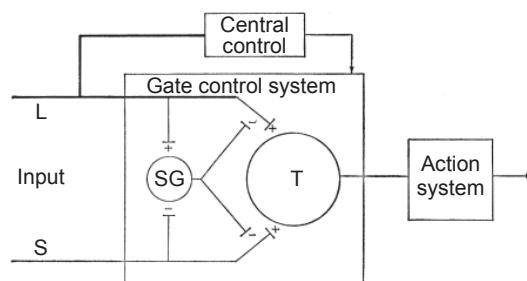 Central
control
Gate control system
L
+
Input
SG
T
Action
system
-
S
+
-
-
+